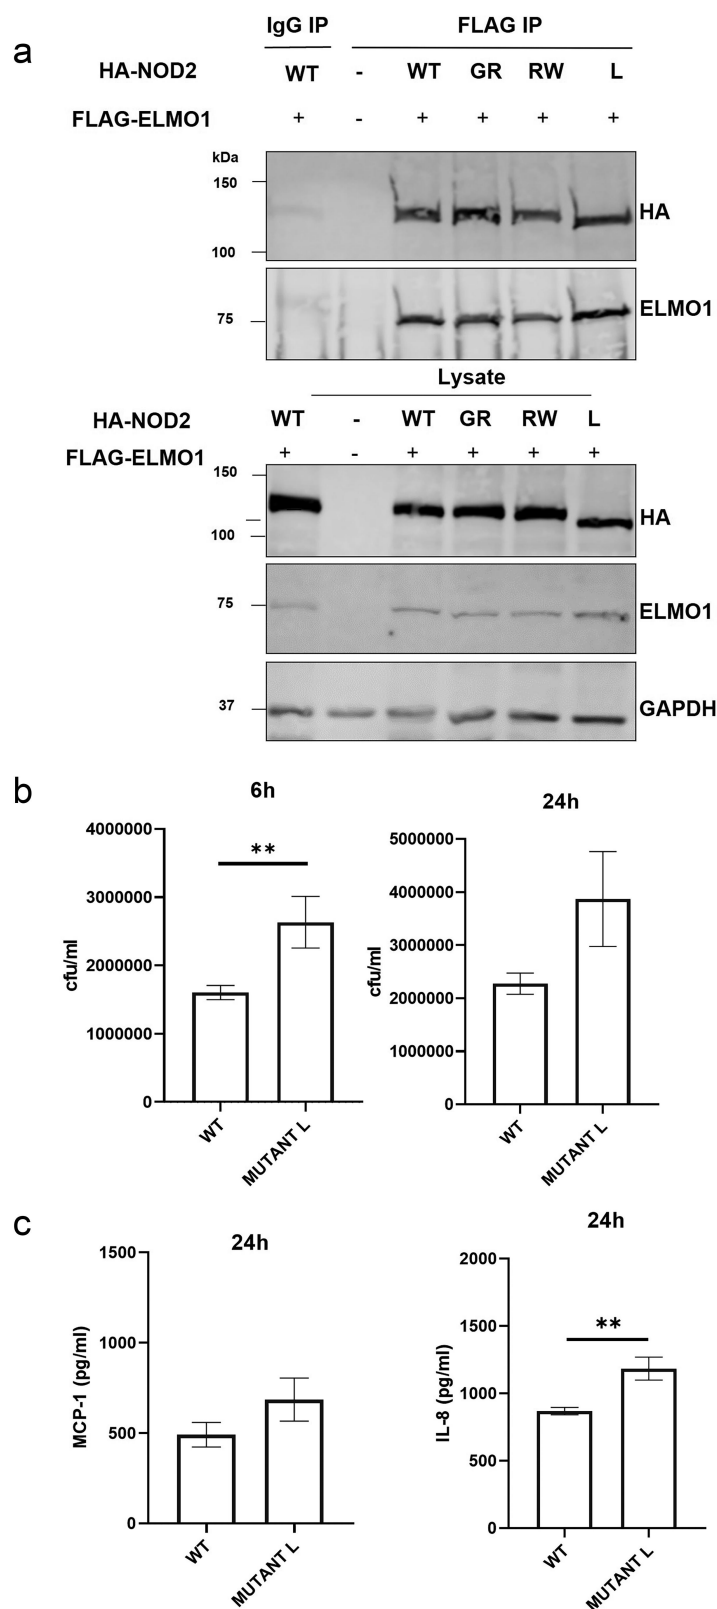 a
IgG IP FLAG IP
HA-NOD2 WT - WT GR RW L
FLAG-ELMO1 + - + + + +
kDa
150
HA
100
ELMO1
75
Lysate
HA-NOD2 WT - WT GR RW L
FLAG-ELMO1 + - + + + +
150
HA
100
75
ELMO1
37
GAPDH
b
6h 24h
4000000
3000000
2000000
1000000
0
cfu/ml
**
WT MUTANT L
5000000
4000000
3000000
2000000
1000000
0
cfu/ml
WT MUTANT L
c
24h 24h
1500
1000
500
0
MCP-1 (pg/ml)
WT MUTANT L
2000
1500
1000
500
0
IL-8 (pg/ml)
**
WT MUTANT L